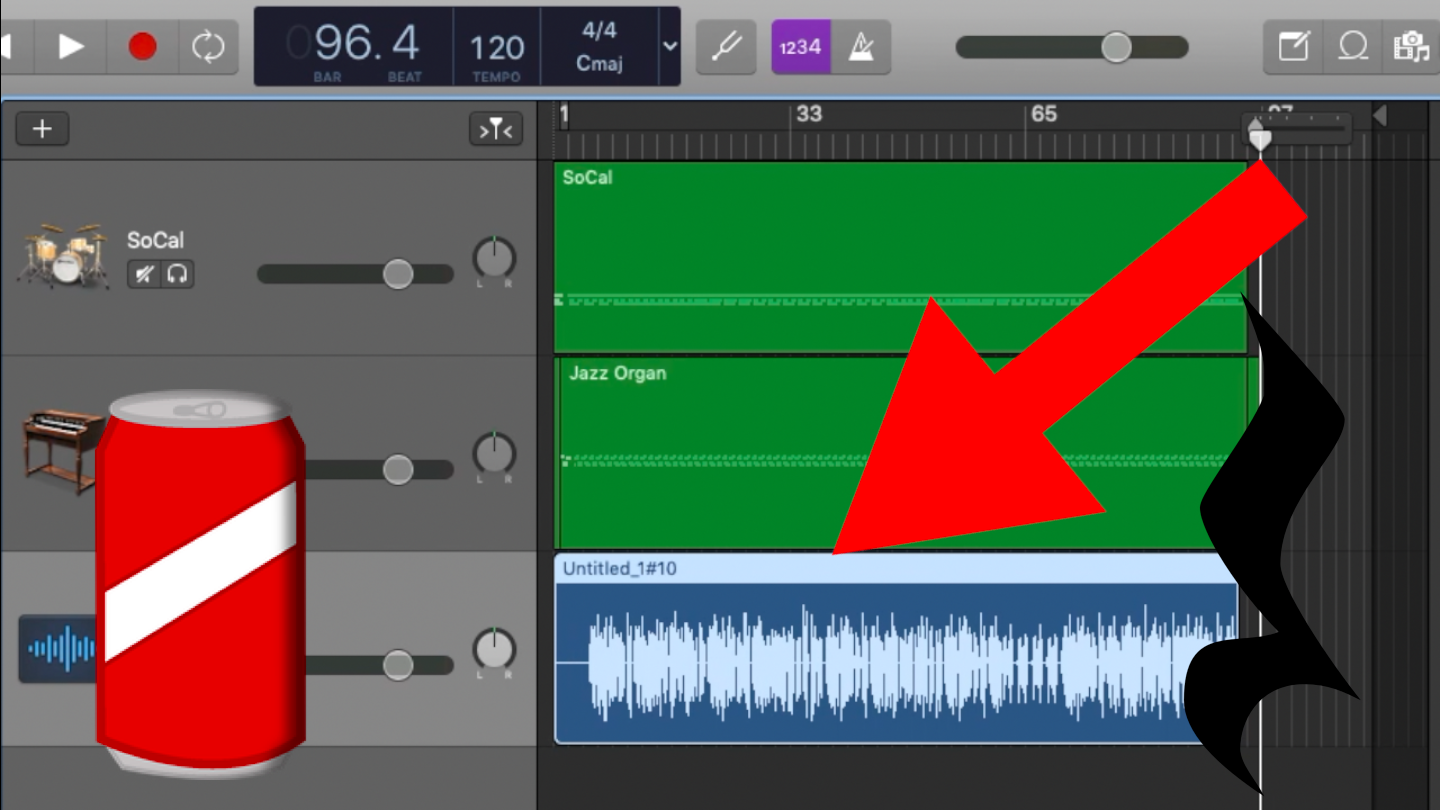 096.4
BAR BEAT
120
TEMPO
4/4
Cmaj
1234
1 33 65
SoCal
L R
SoCal
Jazz Organ
L R
Untitled_1#10
L R